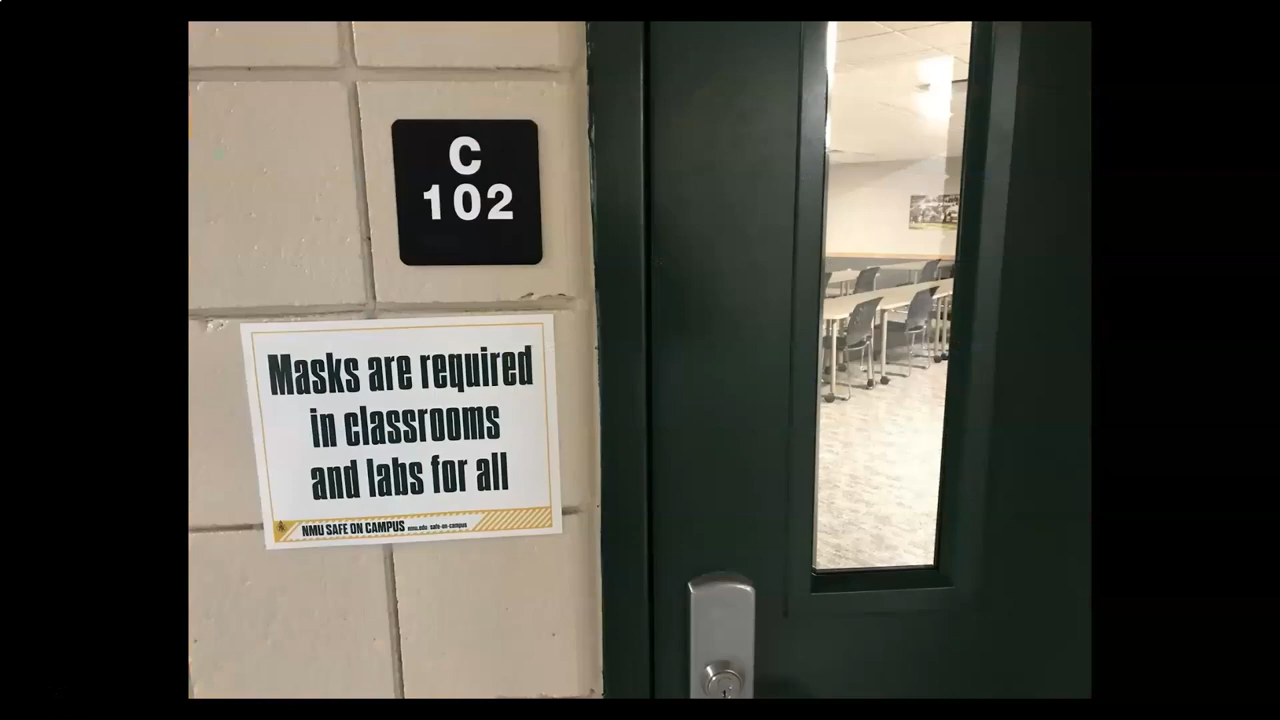 C
102
Masks are required
in classrooms
and labs for all
NMU SAFE ON CAMPUS nmu.edu safe-on-campus